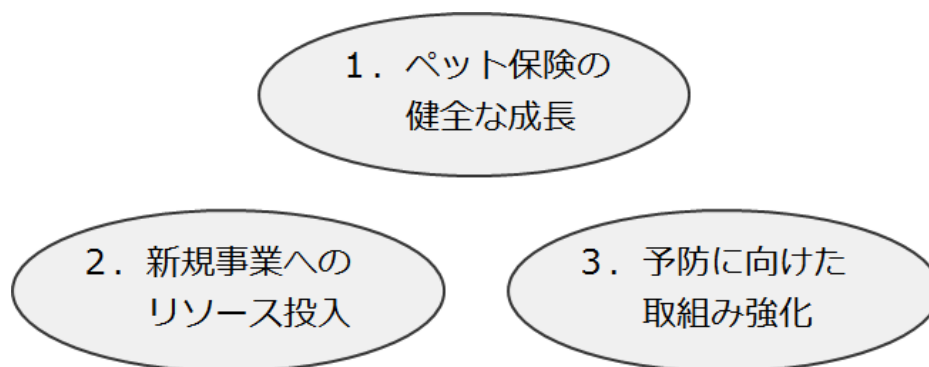 1．ペット保険の
健全な成長
2．新規事業への
リソース投入
3．予防に向けた
取組み強化